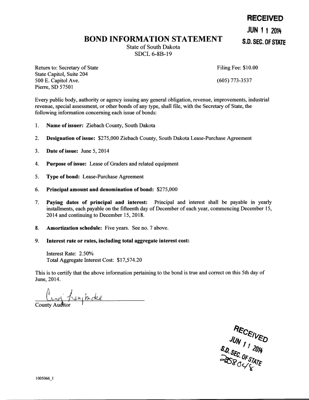 RECEIVED
JUN 11 2014
S.D. SEC. OF STATE
BOND INFORMATION STATEMENT
State of South Dakota
SDCL 6-8B-19
Return to: Secretary of State
Filing Fee: $10.00
State Capitol, Suite 204
500 E. Capitol Ave.
(605) 773-3537
Pierre, SD 57501
Every public body, authority or agency issuing any general obligation, revenue, improvements, industrial
revenue, special assessment, or other bonds of any type, shall file, with the Secretary of State, the
following information concerning each issue of bonds:
1. Name of issuer: Ziebach County, South Dakota
2. Designation of issue: $275,000 Ziebach County, South Dakota Lease-Purchase Agreement
3. Date of issue: June 5, 2014
4. Purpose of issue: Lease of Graders and related equipment
5. Type of bond: Lease-Purchase Agreement
6. Principal amount and denomination of bond: $275,000
7. Paying dates of principal and interest: Principal and interest shall be payable in yearly
installments, each payable on the fifteenth day of December of each year, commencing December 15,
2014 and continuing to December 15, 2018.
8. Amortization schedule: Five years. See no. 7 above.
9. Interest rate or rates, including total aggregate interest cost:
Interest Rate: 2.50%
Total Aggregate Interest Cost: $17,574.20
This is to certify that the above information pertaining to the bond is true and correct on this 5th day of
June, 2014.
County Auditor
RECEIVED
JUN 11 2014
S.D. SEC. OF STATE
1005066_1